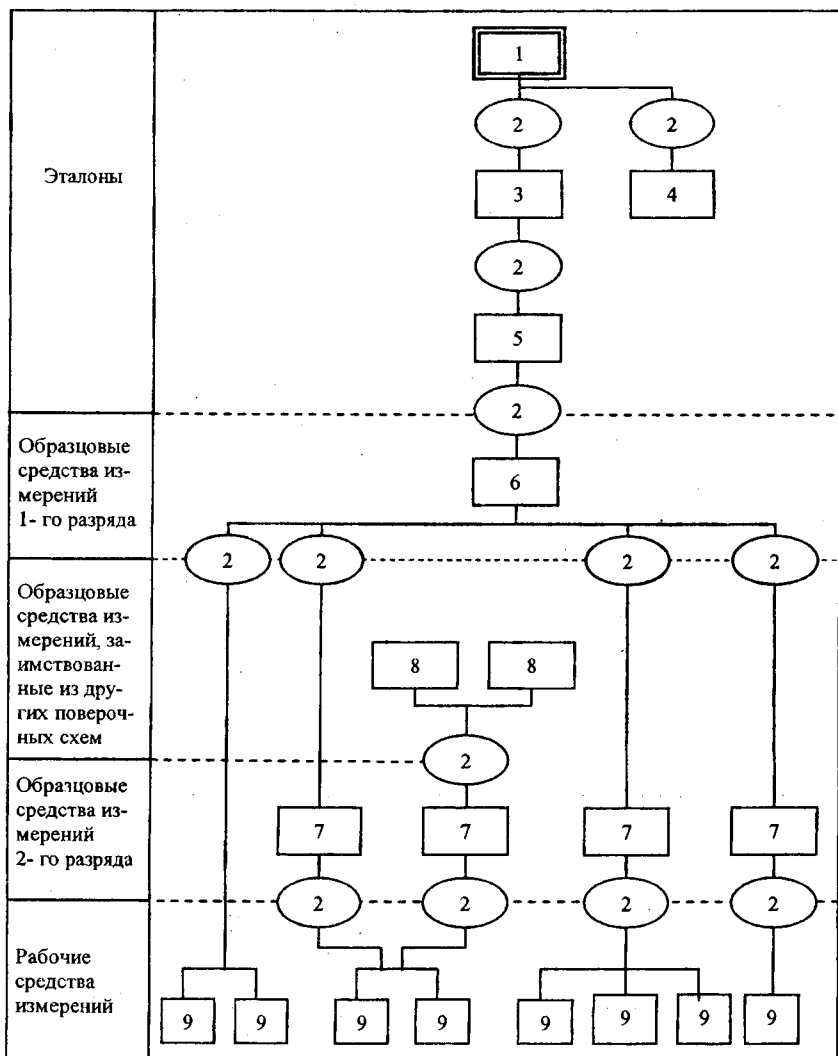 1
2 2
Эталоны
3 4
2
5
2
Образцовые
средства из-
мерений
1- го разряда
6
2 2 2 2
Образцовые
средства из-
мерений, за-
имствован-
ные из дру-
гих повероч-
ных схем
8 8
2
Образцовые
средства из-
мерений
2- го разряда
7 7 7 7
2 2 2 2
Рабочие
средства
измерений
9 9 9 9 9 9 9 9